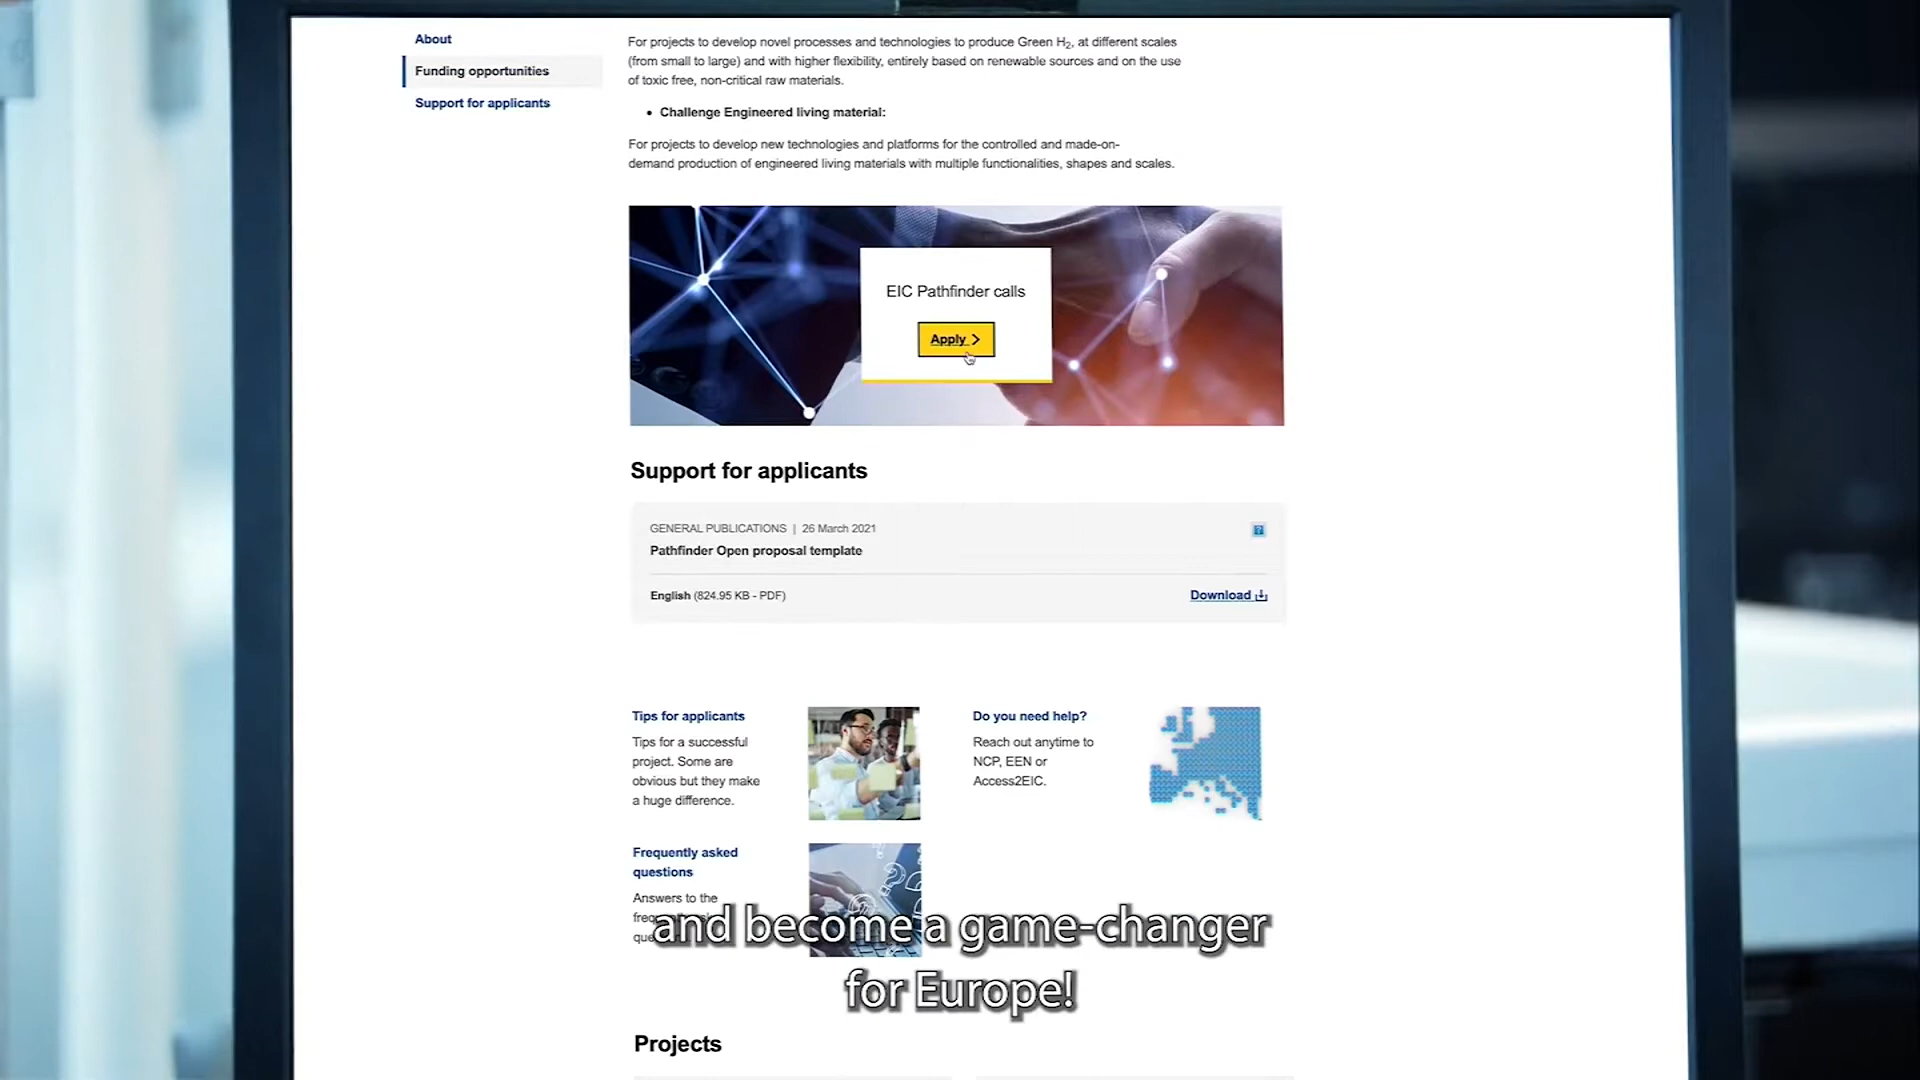 About
Funding opportunities
Support for applicants
For projects to develop novel processes and technologies to produce Green H₂, at different scales
(from small to large) and with higher flexibility, entirely based on renewable sources and on the use
of toxic free, non-critical raw materials.
• Challenge Engineered living material:
For projects to develop new technologies and platforms for the controlled and made-on-
demand production of engineered living materials with multiple functionalities, shapes and scales.
EIC Pathfinder calls
Apply
Support for applicants
GENERAL PUBLICATIONS | 26 March 2021
Pathfinder Open proposal template
English (824.95 KB - PDF)
Download
Tips for applicants
Tips for a successful
project. Some are
obvious but they make
a huge difference.
Do you need help?
Reach out anytime to
NCP, EEN or
Access2EIC.
Frequently asked
questions
Answers to the
and become a game-changer
for Europe!
Projects